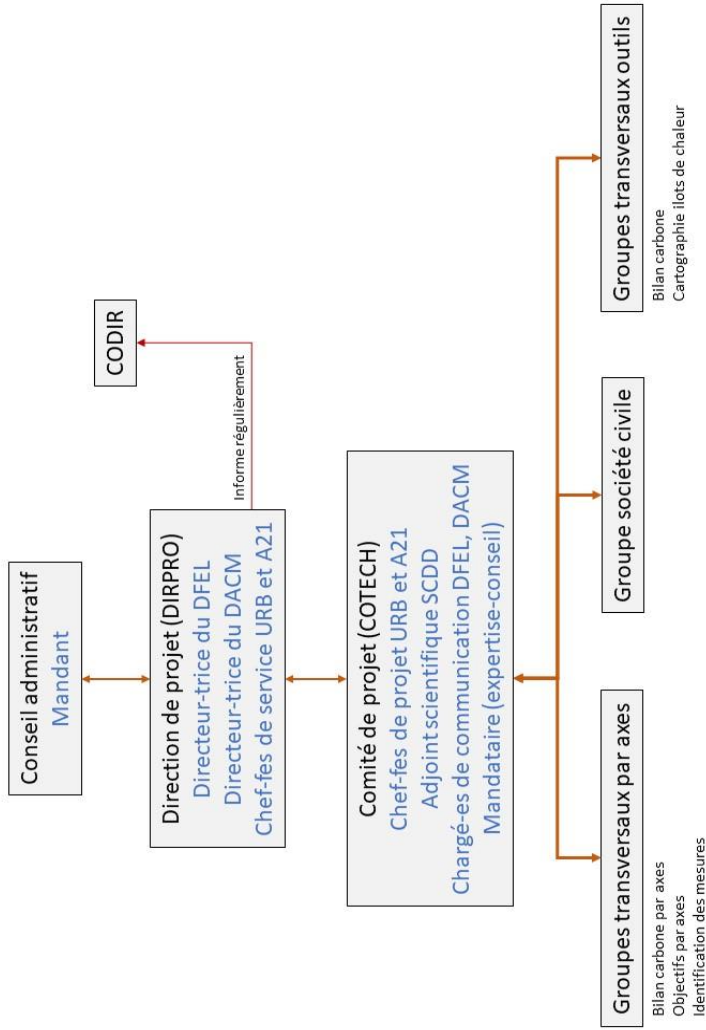 Conseil administratif
Mandant
CODIR
Informe régulièrement
Direction de projet (DIRPRO)
Directeur-trice du DFEL
Directeur-trice du DACM
Chef-fes de service URB et A21
Comité de projet (COTECH)
Chef-fes de projet URB et A21
Adjoint scientifique SCDD
Chargé-es de communication DFEL, DACM
Mandataire (expertise-conseil)
Groupes transversaux par axes
Bilan carbone par axes
Objectifs par axes
Identification des mesures
Groupe société civile
Groupes transversaux outils
Bilan carbone
Cartographie ilots de chaleur